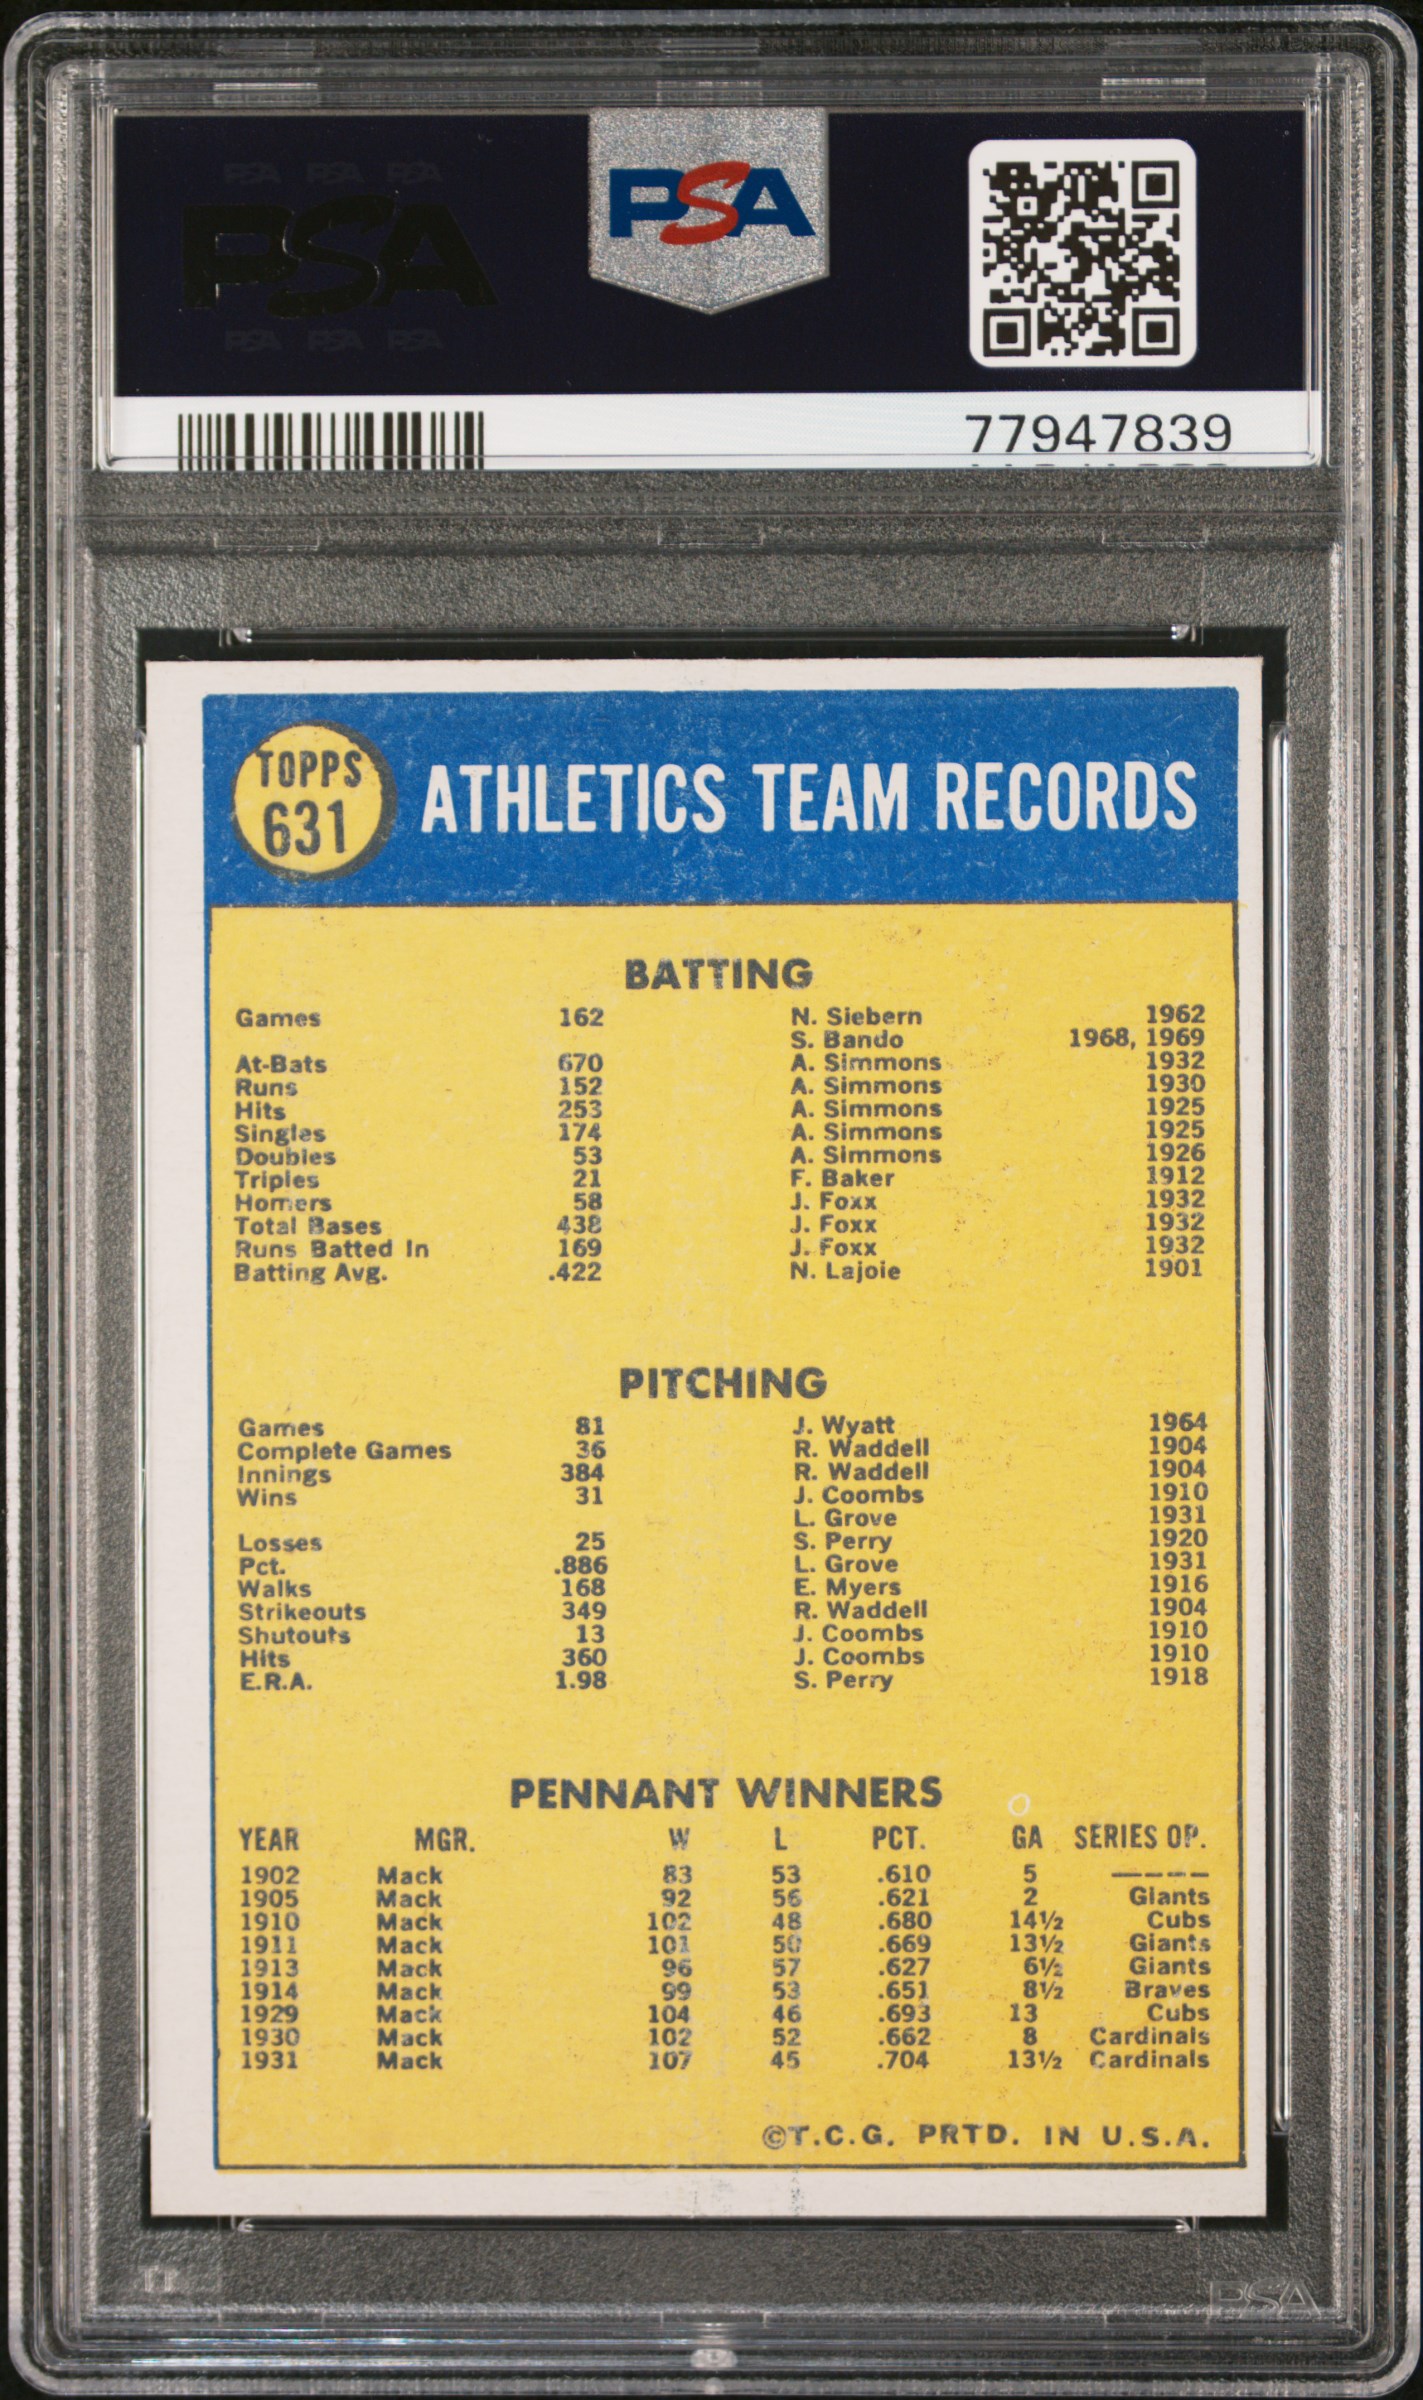 PSA PSA PSA
PSA
PSA PSA PSA
PSA
77947839
TOPPS
631
ATHLETICS TEAM RECORDS
BATTING
Games 162 N. Siebern 1962
S. Bando 1968, 1969
At-Bats 670 A. Simmons 1932
Runs 152 A. Simmons 1930
Hits 253 A. Simmons 1925
Singles 174 A. Simmons 1925
Doubles 53 A. Simmons 1926
Triples 21 F. Baker 1912
Homers 58 J. Foxx 1932
Total Bases 438 J. Foxx 1932
Runs Batted In 169 J. Foxx 1932
Batting Avg. .422 N. Lajoie 1901
PITCHING
Games 81 J. Wyatt 1964
Complete Games 36 R. Waddell 1904
Innings 384 R. Waddell 1904
Wins 31 J. Coombs 1910
L. Grove 1931
Losses 25 S. Perry 1920
Pct. .886 L. Grove 1931
Walks 168 E. Myers 1916
Strikeouts 349 R. Waddell 1904
Shutouts 13 J. Coombs 1910
Hits 360 J. Coombs 1910
E.R.A. 1.98 S. Perry 1918
PENNANT WINNERS
YEAR MGR. W L PCT. GA SERIES OP.
1902 Mack 83 53 .610 5 ————
1905 Mack 92 56 .621 2 Giants
1910 Mack 102 48 .680 14½ Cubs
1911 Mack 101 50 .669 13½ Giants
1913 Mack 96 57 .627 6½ Giants
1914 Mack 99 53 .651 8½ Braves
1929 Mack 104 46 .693 13 Cubs
1930 Mack 102 52 .662 8 Cardinals
1931 Mack 107 45 .704 13½ Cardinals
©T.C.G. PRTD. IN U.S.A.
PSA